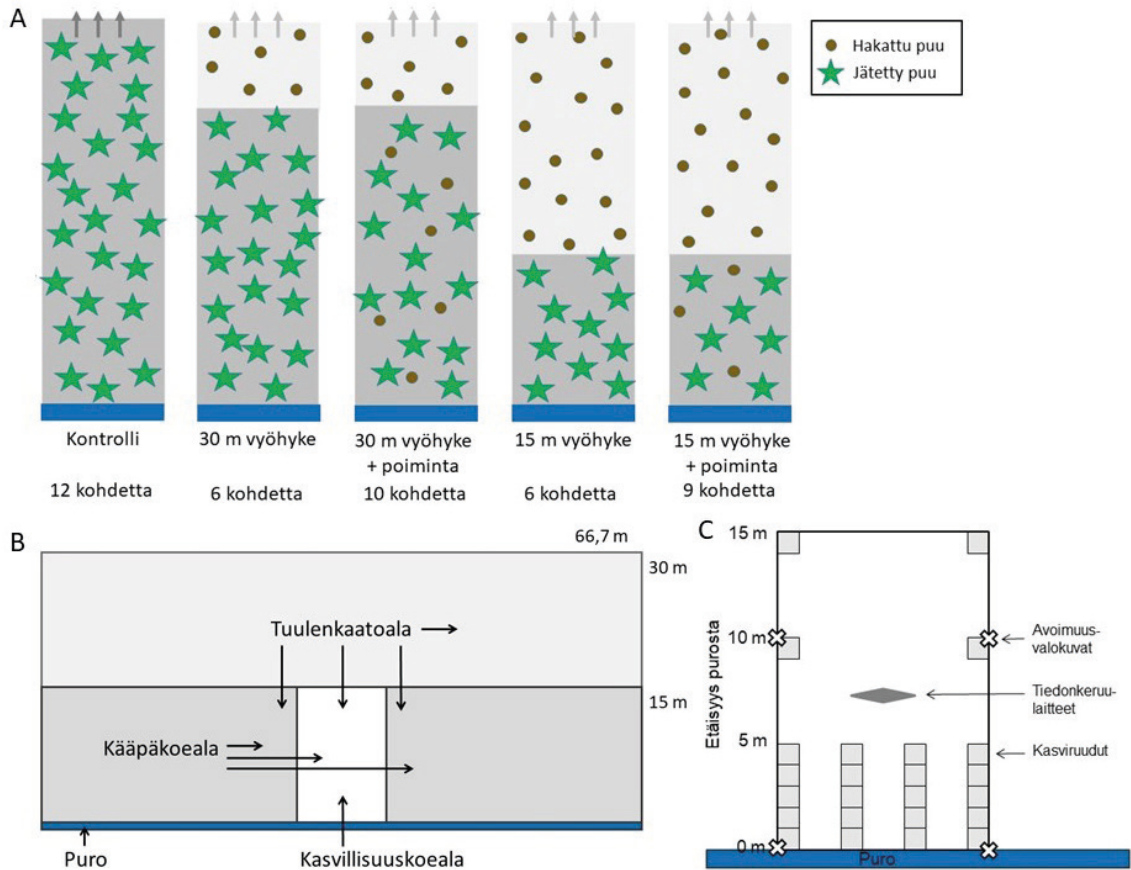 A
Hakattu puu
Jätetty puu
Kontrolli
12 kohdetta
30 m vyöhyke
6 kohdetta
30 m vyöhyke
+ poiminta
10 kohdetta
15 m vyöhyke
6 kohdetta
15 m vyöhyke
+ poiminta
9 kohdetta
B
66,7 m
30 m
Tuulenkaatoala
15 m
Kääpäkoeala
Puro
Kasvillisuuskoeala
C
15 m
10 m
5 m
0 m
Etäisyys purosta
Avoimuus-
valokuvat
Tiedonkeruu-
laitteet
Kasviruudut
Puro